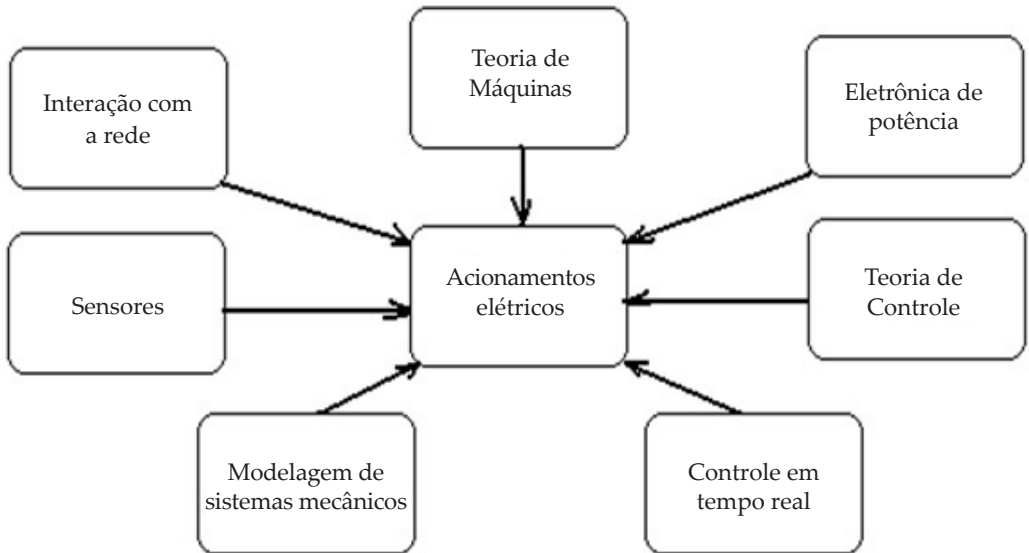 Teoria de
Máquinas
Interação com
a rede
Eletrônica de
potência
Sensores
Acionamentos
elétricos
Teoria de
Controle
Modelagem de
sistemas mecânicos
Controle em
tempo real